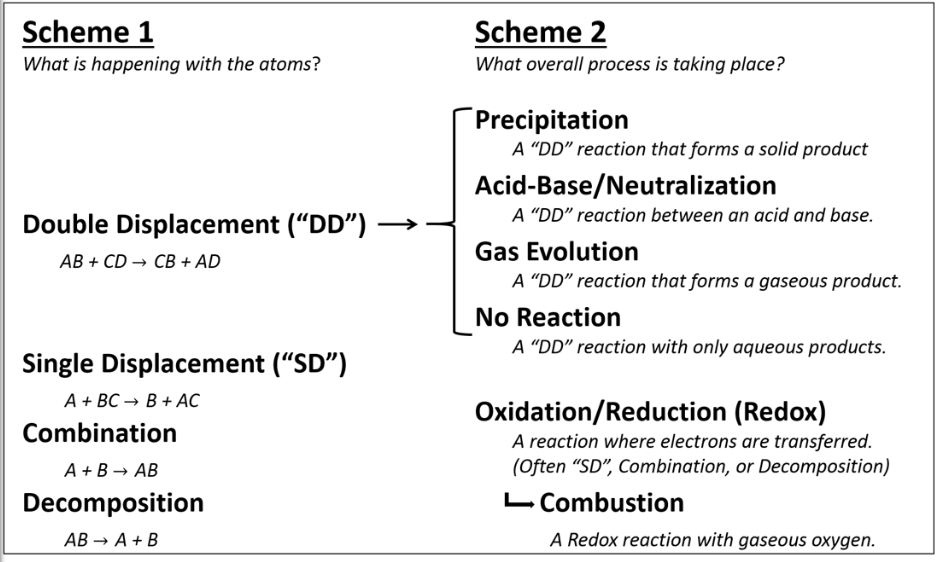 Scheme 1
What is happening with the atoms?
Double Displacement (“DD”)
AB + CD → CB + AD
Single Displacement (“SD”)
A + BC → B + AC
Combination
A + B → AB
Decomposition
AB → A + B
Scheme 2
What overall process is taking place?
Precipitation
A “DD” reaction that forms a solid product
Acid-Base/Neutralization
A “DD” reaction between an acid and base.
Gas Evolution
A “DD” reaction that forms a gaseous product.
No Reaction
A “DD” reaction with only aqueous products.
Oxidation/Reduction (Redox)
A reaction where electrons are transferred.
(Often “SD”, Combination, or Decomposition)
Combustion
A Redox reaction with gaseous oxygen.